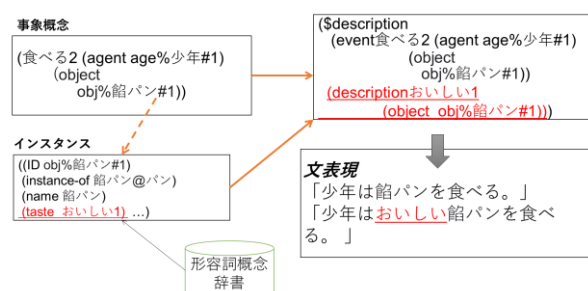 事象概念
(食べる2 (agent age%少年#1)
(object
obj%餡パン#1))
インスタンス
((ID obj%餡パン#1)
(instance-of 餡パン@パン)
(name 餡パン)
(taste おいしい1) …)
形容詞概念
辞書
($description
(event食べる2 (agent age%少年#1)
(object
obj%餡パン#1))
(descriptionおいしい1
(object obj%餡パン#1)))
文表現
「少年は餡パンを食べる。」
「少年はおいしい餡パンを食べ
る。 」